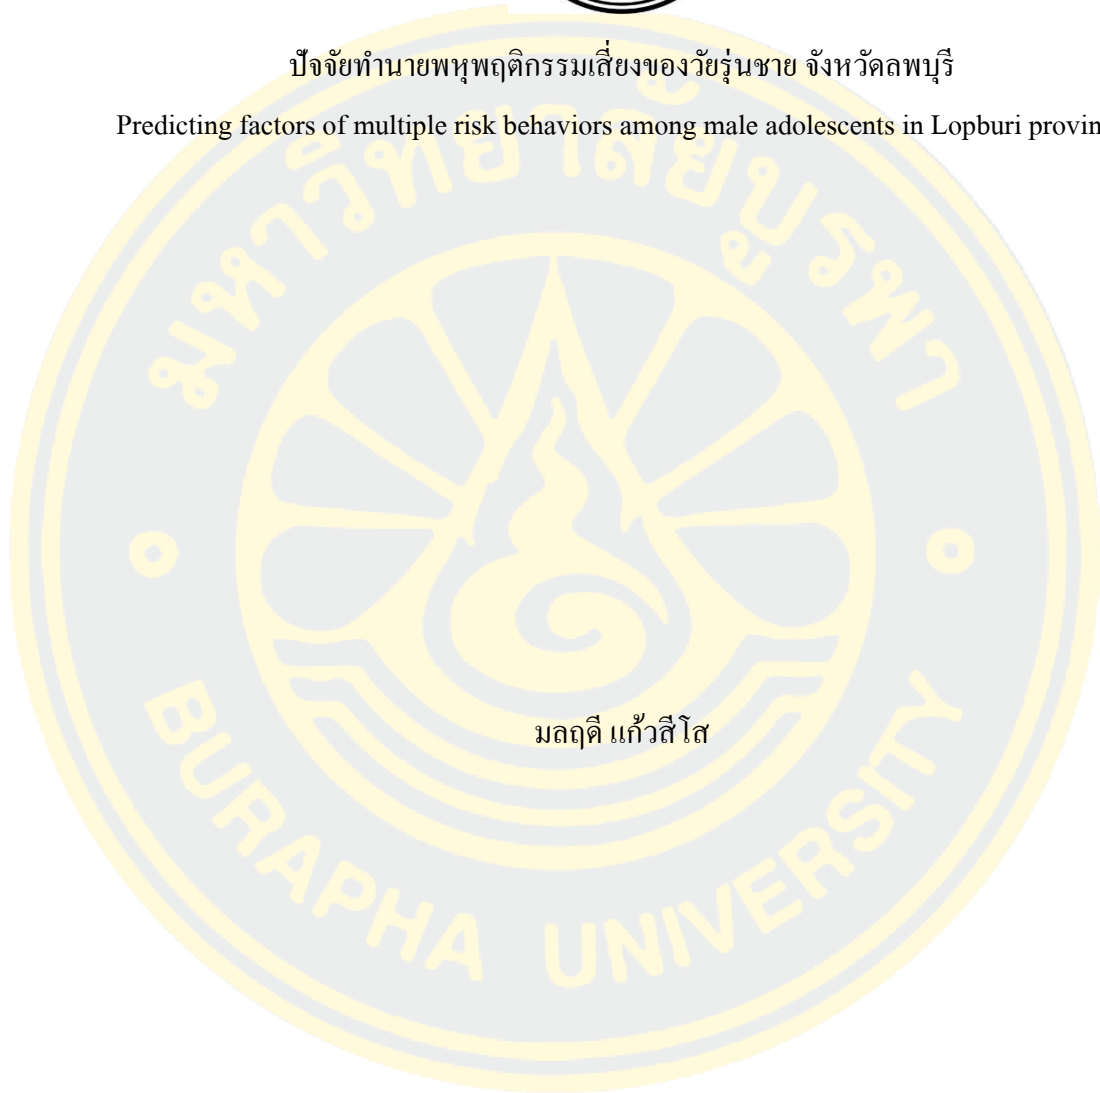 ปัจจัยทำนายพหุพฤติกรรมเสี่ยงของวัยรุ่นชาย จังหวัดลพบุรี
Predicting factors of multiple risk behaviors among male adolescents in Lopburi provin
มหาวิทยาลัยบูรพา
มลฤดี แก้วสีโส
BURAPHA UNIVERSITY